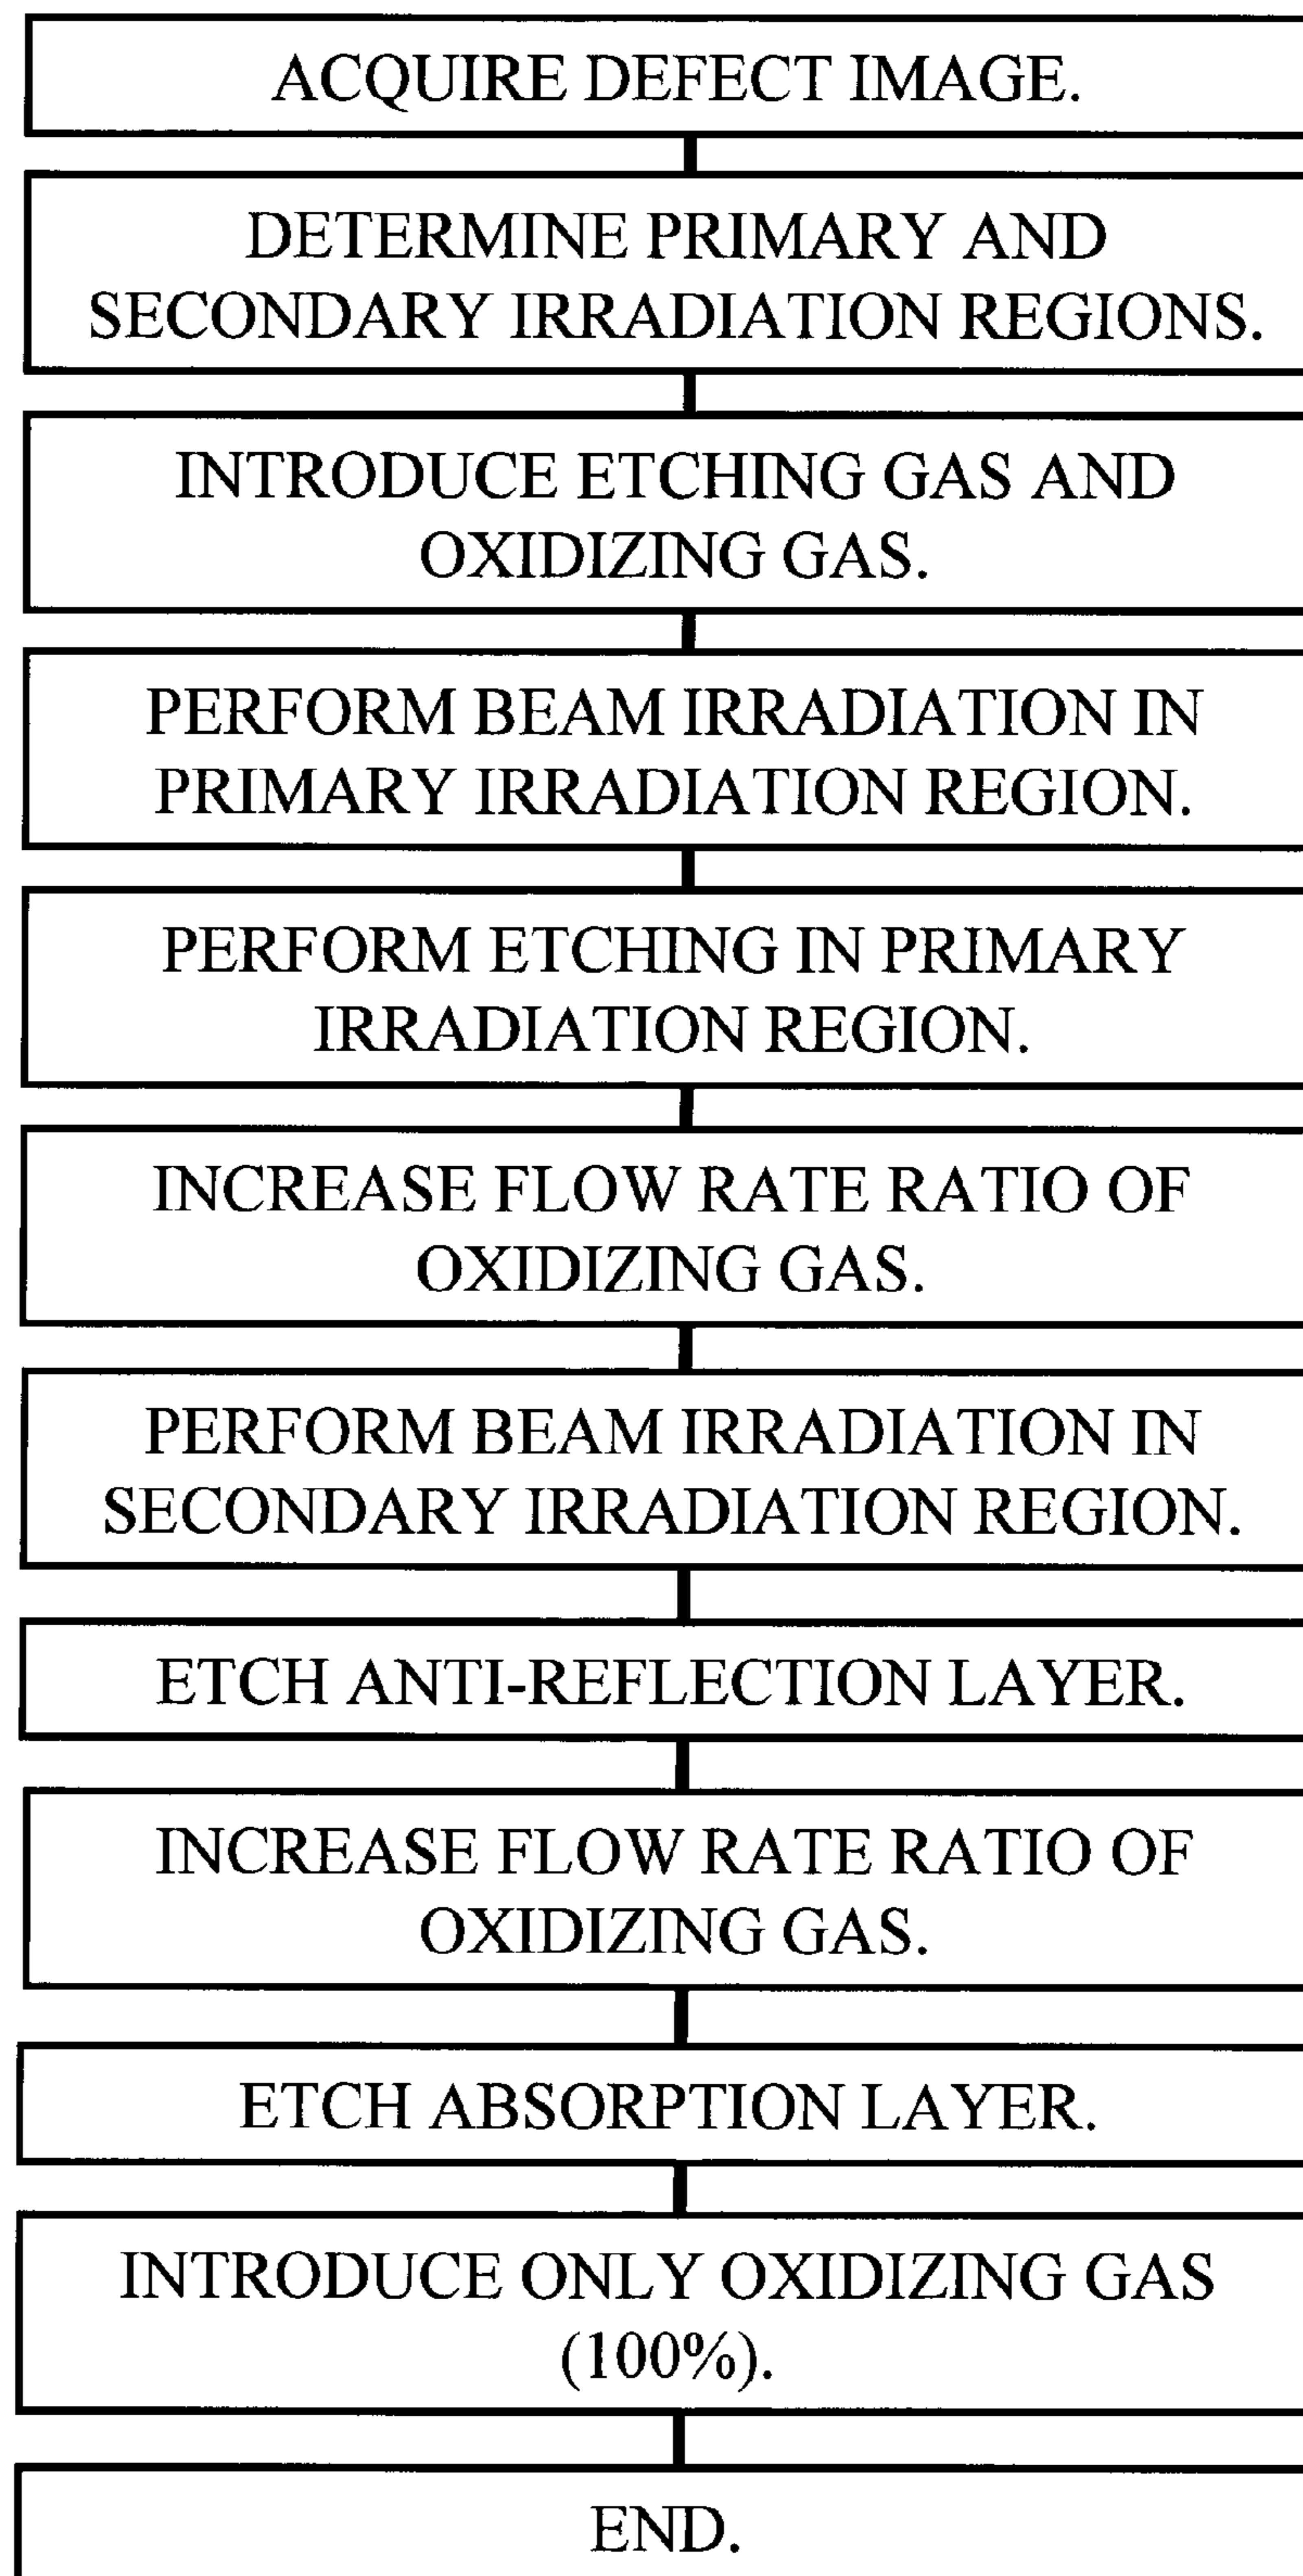 ACQUIRE DEFECT IMAGE.
DETERMINE PRIMARY AND
SECONDARY IRRADIATION REGIONS.
INTRODUCE ETCHING GAS AND
OXIDIZING GAS.
PERFORM BEAM IRRADIATION IN
PRIMARY IRRADIATION REGION.
PERFORM ETCHING IN PRIMARY
IRRADIATION REGION.
INCREASE FLOW RATE RATIO OF
OXIDIZING GAS.
PERFORM BEAM IRRADIATION IN
SECONDARY IRRADIATION REGION.
ETCH ANTI-REFLECTION LAYER.
INCREASE FLOW RATE RATIO OF
OXIDIZING GAS.
ETCH ABSORPTION LAYER.
INTRODUCE ONLY OXIDIZING GAS
(100%).
END.